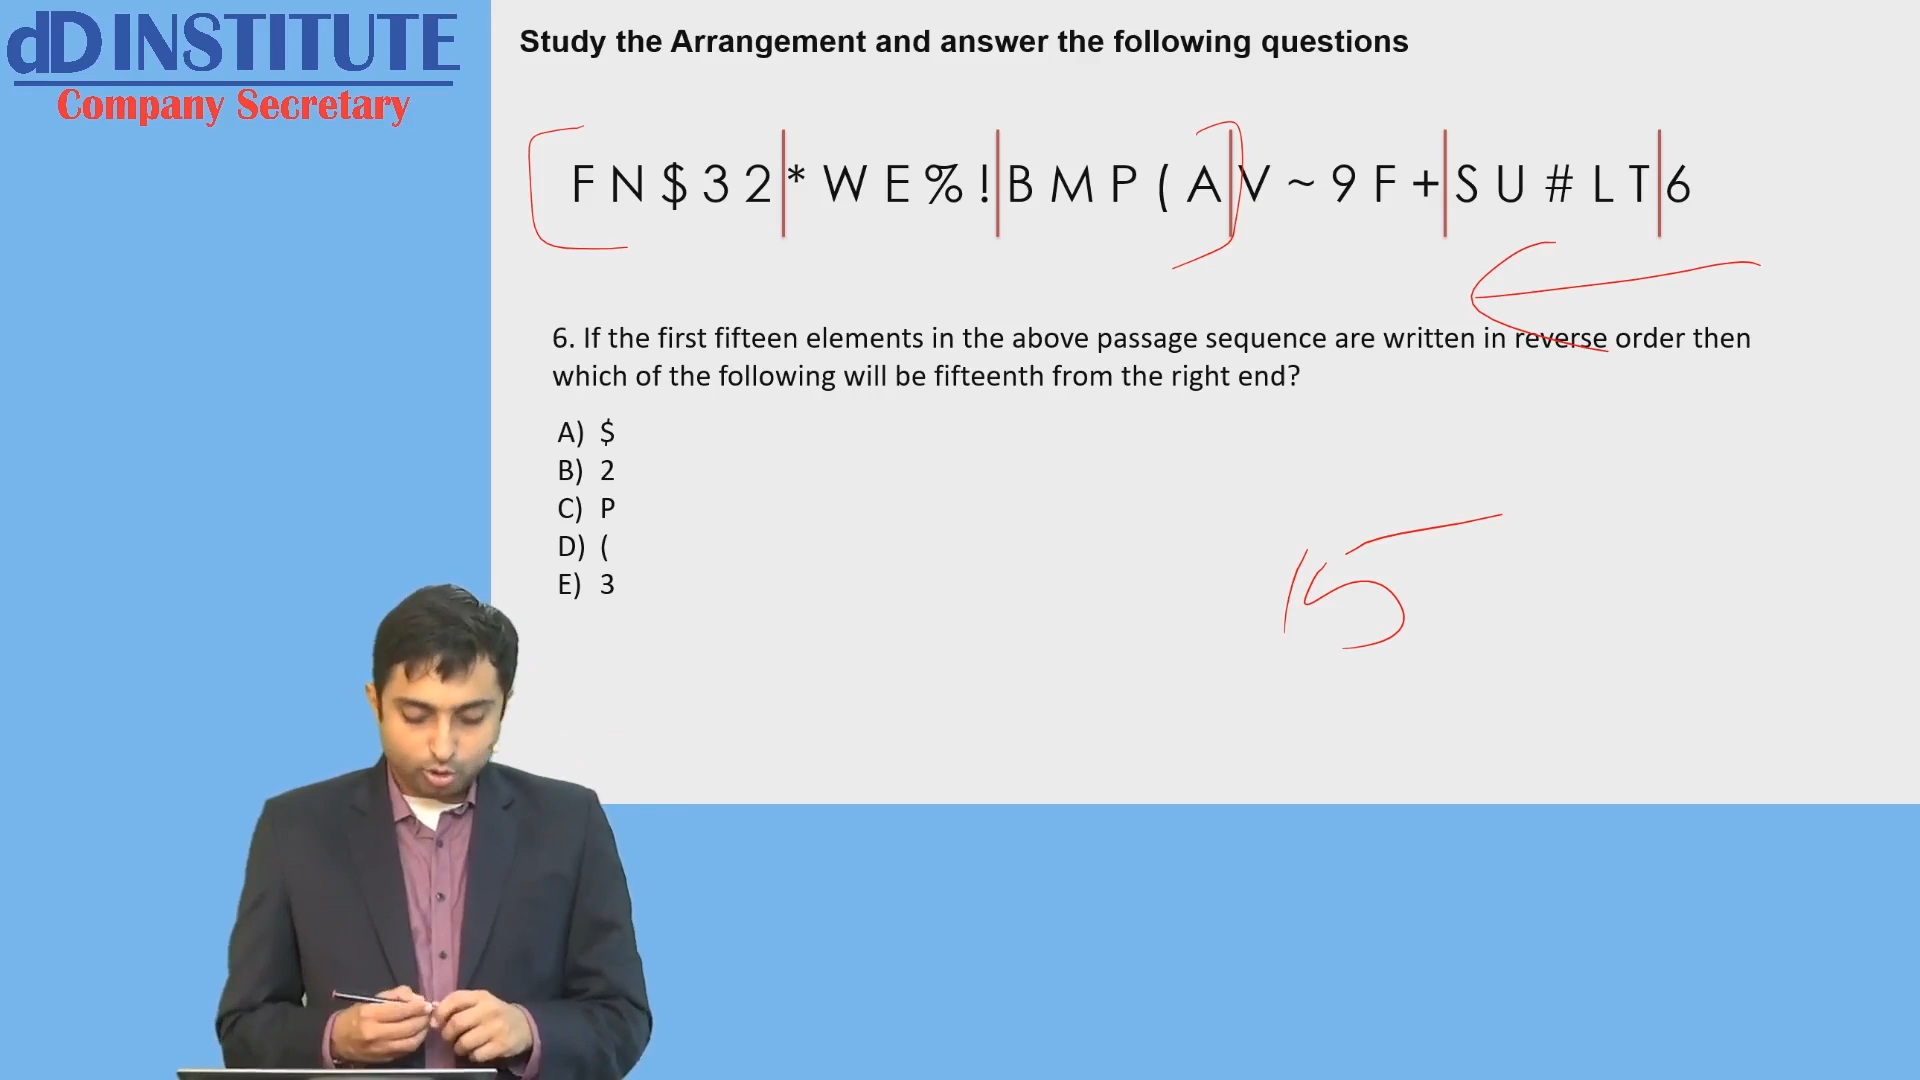 dD INSTITUTE
Company Secretary
Study the Arrangement and answer the following questions
F N $ 3 2 * W E % ! B M P ( A V ~ 9 F + S U # L T 6
6. If the first fifteen elements in the above passage sequence are written in reverse order then
which of the following will be fifteenth from the right end?
A) $
B) 2
C) P
D) (
E) 3
15